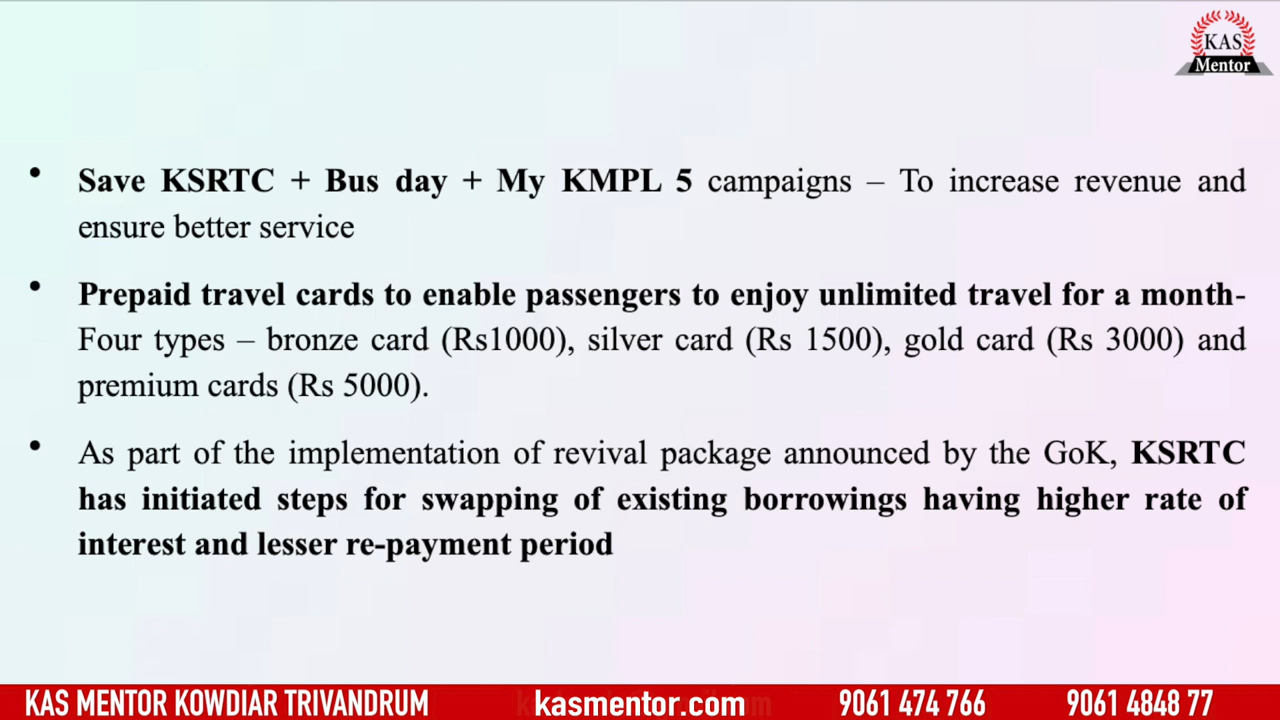 KAS
Mentor
• Save KSRTC + Bus day + My KMPL 5 campaigns – To increase revenue and
ensure better service
• Prepaid travel cards to enable passengers to enjoy unlimited travel for a month-
Four types – bronze card (Rs1000), silver card (Rs 1500), gold card (Rs 3000) and
premium cards (Rs 5000).
• As part of the implementation of revival package announced by the GoK, KSRTC
has initiated steps for swapping of existing borrowings having higher rate of
interest and lesser re-payment period
KAS MENTOR KOWDIAR TRIVANDRUM kasmentor.com 9061 474 766 9061 4848 77